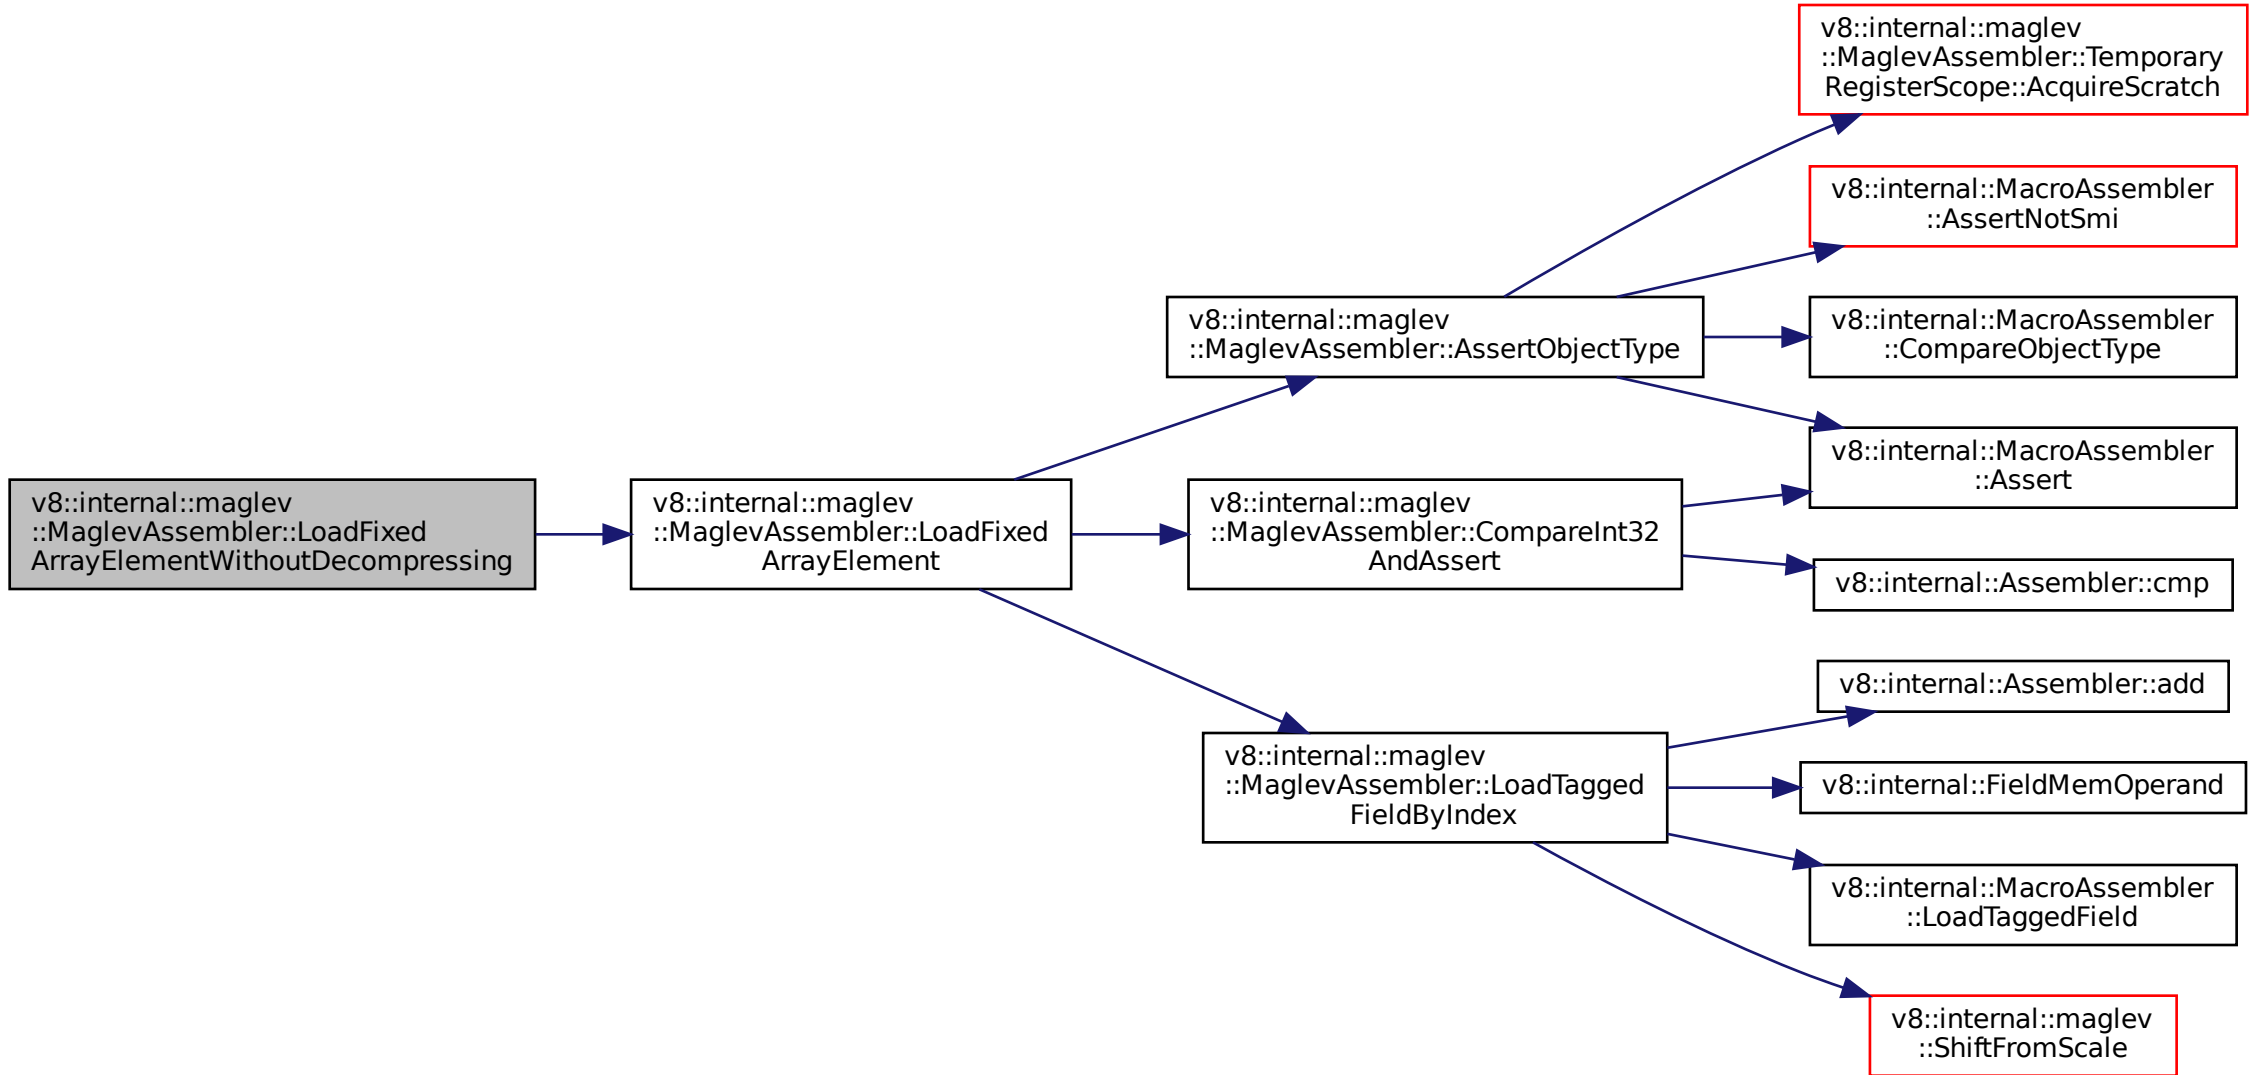 v8::internal::maglev
::MaglevAssembler::LoadFixed
ArrayElementWithoutDecompressing
v8::internal::maglev
::MaglevAssembler::LoadFixed
ArrayElement
v8::internal::maglev
::MaglevAssembler::AssertObjectType
v8::internal::maglev
::MaglevAssembler::CompareInt32
AndAssert
v8::internal::maglev
::MaglevAssembler::LoadTagged
FieldByIndex
v8::internal::maglev
::MaglevAssembler::Temporary
RegisterScope::AcquireScratch
v8::internal::MacroAssembler
::AssertNotSmi
v8::internal::MacroAssembler
::CompareObjectType
v8::internal::MacroAssembler
::Assert
v8::internal::Assembler::cmp
v8::internal::Assembler::add
v8::internal::FieldMemOperand
v8::internal::MacroAssembler
::LoadTaggedField
v8::internal::maglev
::ShiftFromScale